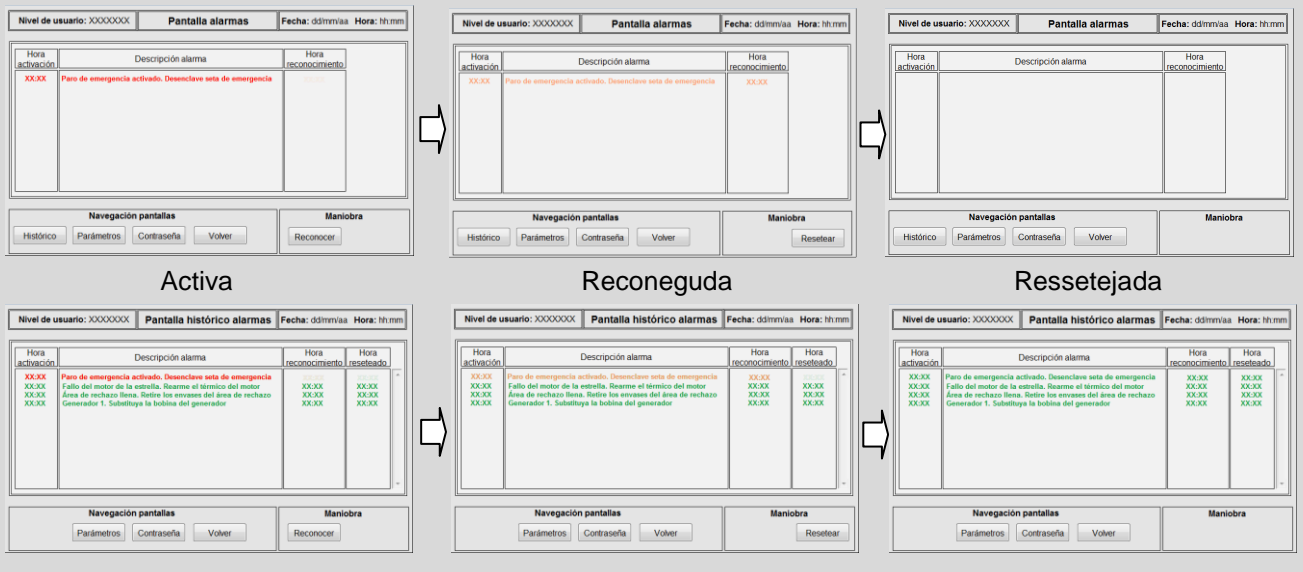 Nivel de usuario: XXXXXXX Pantalla alarmas Fecha: dd/mm/aa Hora: hh:mm
Hora activación Descripción alarma Hora reconocimiento
XX:XX Paro de emergencia activado. Desenclave seta de emergencia
Navegación pantallas Maniobra
Histórico Parámetros Contraseña Volver Reconocer
Nivel de usuario: XXXXXXX Pantalla alarmas Fecha: dd/mm/aa Hora: hh:mm
Hora activación Descripción alarma Hora reconocimiento
XX:XX Paro de emergencia activado. Desenclave seta de emergencia XX:XX
Navegación pantallas Maniobra
Histórico Parámetros Contraseña Volver Resetear
Nivel de usuario: XXXXXXX Pantalla alarmas Fecha: dd/mm/aa Hora: hh:mm
Hora activación Descripción alarma Hora reconocimiento
Navegación pantallas Maniobra
Histórico Parámetros Contraseña Volver
Activa Reconeguda Ressetejada
Nivel de usuario: XXXXXXX Pantalla histórico alarmas Fecha: dd/mm/aa Hora: hh:mm
Hora activación Descripción alarma Hora reconocimiento Hora reseteado
XX:XX Paro de emergencia activado. Desenclave seta de emergencia
XX:XX Fallo del motor de la estrella. Rearme el térmico del motor XX:XX XX:XX
XX:XX Área de rechazo llena. Retire los envases del área de rechazo XX:XX XX:XX
XX:XX Generador 1. Substituya la bobina del generador XX:XX XX:XX
Navegación pantallas Maniobra
Parámetros Contraseña Volver Reconocer
Nivel de usuario: XXXXXXX Pantalla histórico alarmas Fecha: dd/mm/aa Hora: hh:mm
Hora activación Descripción alarma Hora reconocimiento Hora reseteado
XX:XX Paro de emergencia activado. Desenclave seta de emergencia XX:XX
XX:XX Fallo del motor de la estrella. Rearme el térmico del motor XX:XX XX:XX
XX:XX Área de rechazo llena. Retire los envases del área de rechazo XX:XX XX:XX
XX:XX Generador 1. Substituya la bobina del generador XX:XX XX:XX
Navegación pantallas Maniobra
Parámetros Contraseña Volver Resetear
Nivel de usuario: XXXXXXX Pantalla histórico alarmas Fecha: dd/mm/aa Hora: hh:mm
Hora activación Descripción alarma Hora reconocimiento Hora reseteado
XX:XX Paro de emergencia activado. Desenclave seta de emergencia XX:XX XX:XX
XX:XX Fallo del motor de la estrella. Rearme el térmico del motor XX:XX XX:XX
XX:XX Área de rechazo llena. Retire los envases del área de rechazo XX:XX XX:XX
XX:XX Generador 1. Substituya la bobina del generador XX:XX XX:XX
Navegación pantallas Maniobra
Parámetros Contraseña Volver